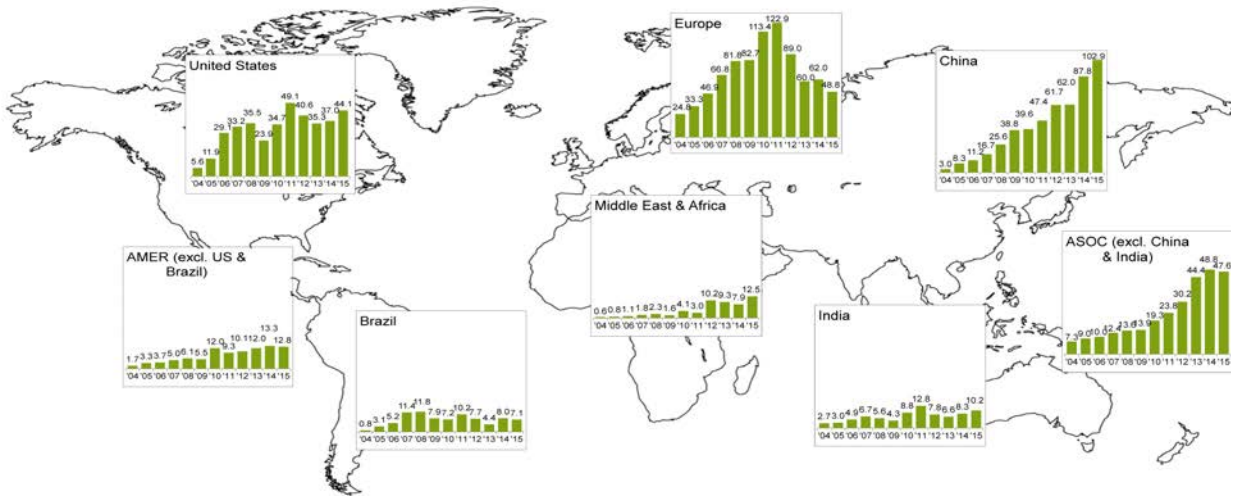 United States
5.6 11.9 29.1 33.2 35.5 23.9 34.7 49.1 40.6 35.3 37.0 44.1
'04 '05 '06 '07 '08 '09 '10 '11 '12 '13 '14 '15
Europe
24.8 33.3 46.9 66.8 81.8 82.7 113.4 122.9 89.0 60.0 62.0 48.8
'04 '05 '06 '07 '08 '09 '10 '11 '12 '13 '14 '15
China
3.0 8.3 11.2 16.7 25.6 38.8 39.6 47.4 61.7 62.0 87.8 102.9
'04 '05 '06 '07 '08 '09 '10 '11 '12 '13 '14 '15
Middle East & Africa
0.6 0.8 1.1 1.8 2.3 1.6 4.1 3.0 10.2 9.3 7.9 12.5
'04 '05 '06 '07 '08 '09 '10 '11 '12 '13 '14 '15
AMER (excl. US &
Brazil)
1.7 3.3 3.7 5.0 6.1 5.5 12.0 9.3 10.1 12.0 13.3 12.8
'04 '05 '06 '07 '08 '09 '10 '11 '12 '13 '14 '15
ASOC (excl. China
& India)
7.3 9.0 10.0 12.4 13.6 13.9 19.3 23.8 30.2 44.4 48.8 47.6
'04 '05 '06 '07 '08 '09 '10 '11 '12 '13 '14 '15
Brazil
0.8 3.1 5.2 11.4 11.8 7.9 7.2 10.2 7.7 4.4 8.0 7.1
'04 '05 '06 '07 '08 '09 '10 '11 '12 '13 '14 '15
India
2.7 3.0 4.9 6.7 5.6 4.3 8.8 12.8 7.8 6.6 8.3 10.2
'04 '05 '06 '07 '08 '09 '10 '11 '12 '13 '14 '15